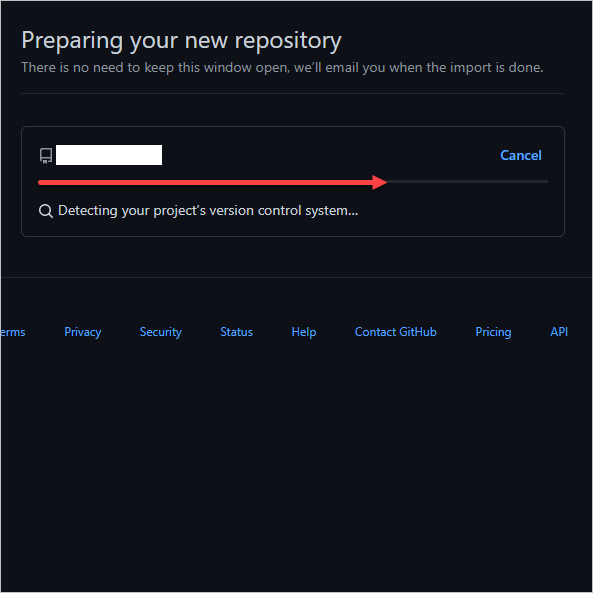 Preparing your new repository
There is no need to keep this window open, we'll email you when the import is done.
Cancel
Detecting your project's version control system...
erms Privacy Security Status Help Contact GitHub Pricing API